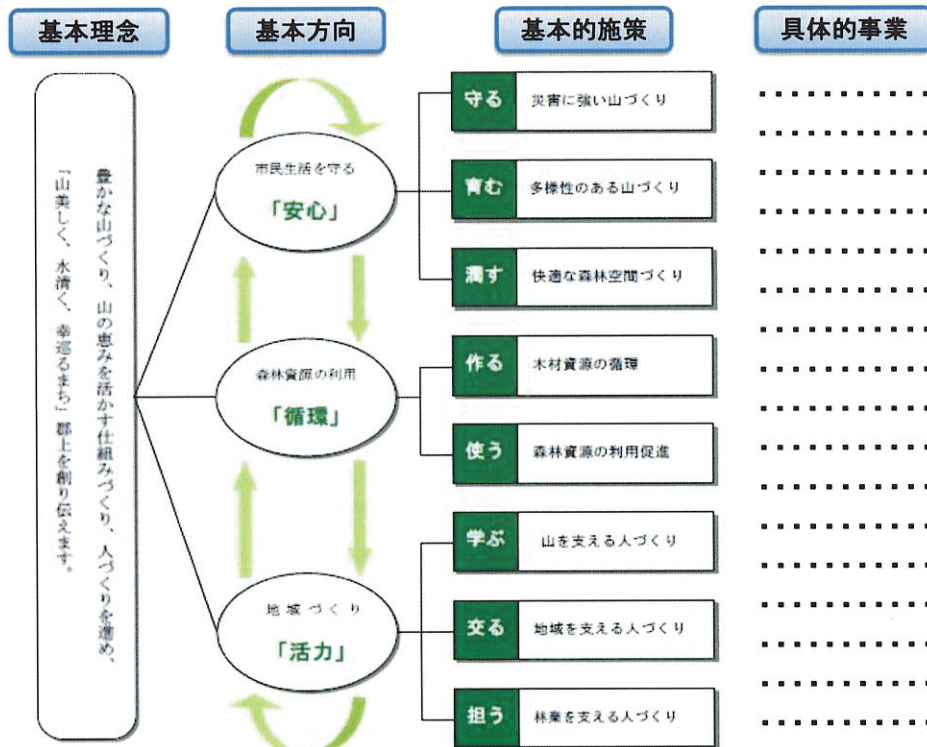 基本理念
基本方向
基本的施策
具体的事業
豊かな山づくり、山の恵みを活かす仕組みづくり、人づくりを進め、
「山美しく、水清く、幸巡るまち」郡上を創り伝えます。
市民生活を守る
「安心」
森林資源の利用
「循環」
地域づくり
「活力」
守る 災害に強い山づくり
育む 多様性のある山づくり
潤す 快適な森林空間づくり
作る 木材資源の循環
使う 森林資源の利用促進
学ぶ 山を支える人づくり
交る 地域を支える人づくり
担う 林業を支える人づくり